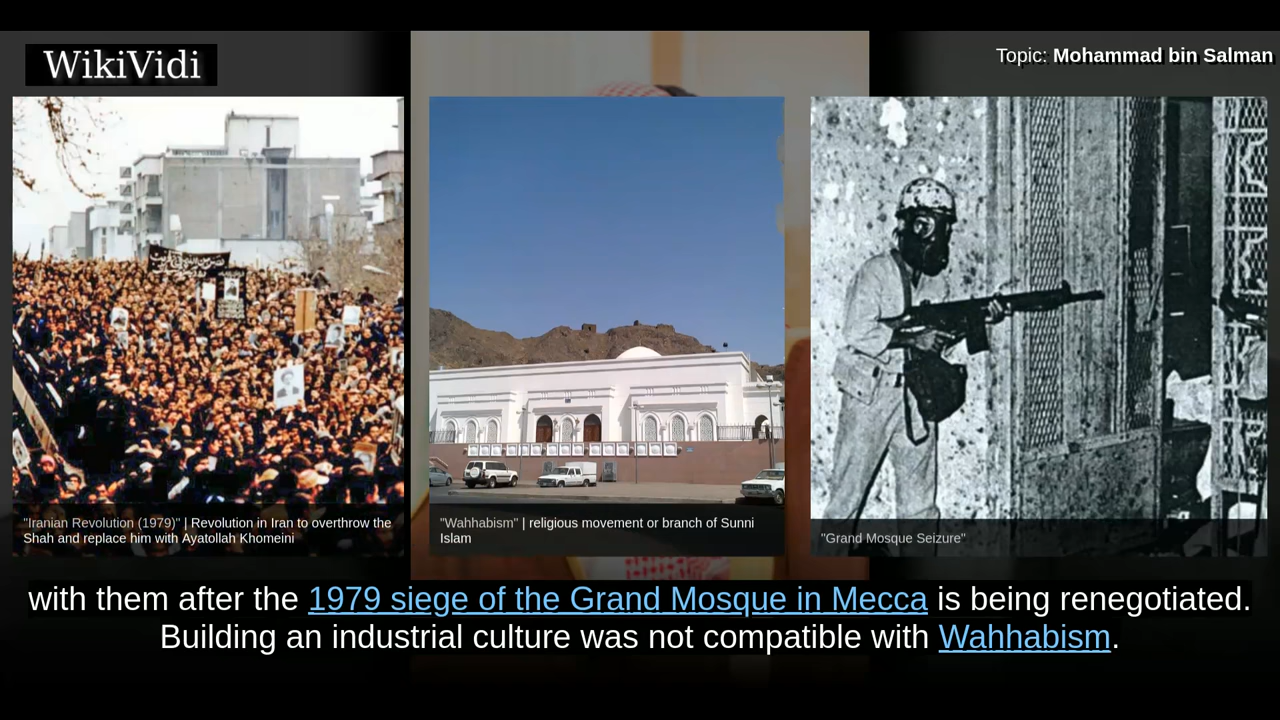 WikiVidi
Topic: Mohammad bin Salman
"Iranian Revolution (1979)" | Revolution in Iran to overthrow the
Shah and replace him with Ayatollah Khomeini
"Wahhabism" | religious movement or branch of Sunni
Islam
"Grand Mosque Seizure"
with them after the 1979 siege of the Grand Mosque in Mecca is being renegotiated.
Building an industrial culture was not compatible with Wahhabism.